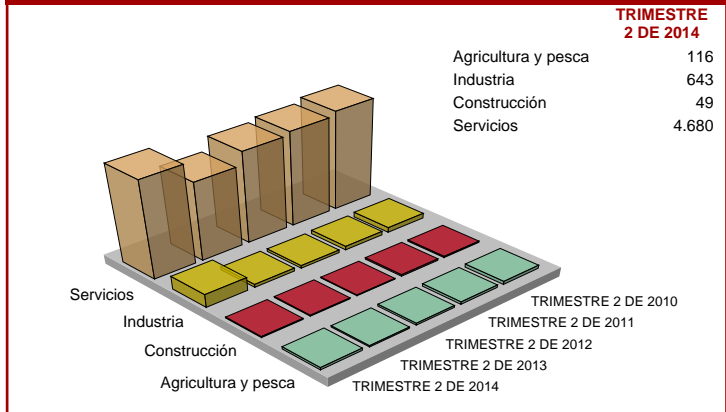 TRIMESTRE
2 DE 2014
Agricultura y pesca 116
Industria 643
Construcción 49
Servicios 4.680
Servicios
Industria
Construcción
Agricultura y pesca
TRIMESTRE 2 DE 2010
TRIMESTRE 2 DE 2011
TRIMESTRE 2 DE 2012
TRIMESTRE 2 DE 2013
TRIMESTRE 2 DE 2014